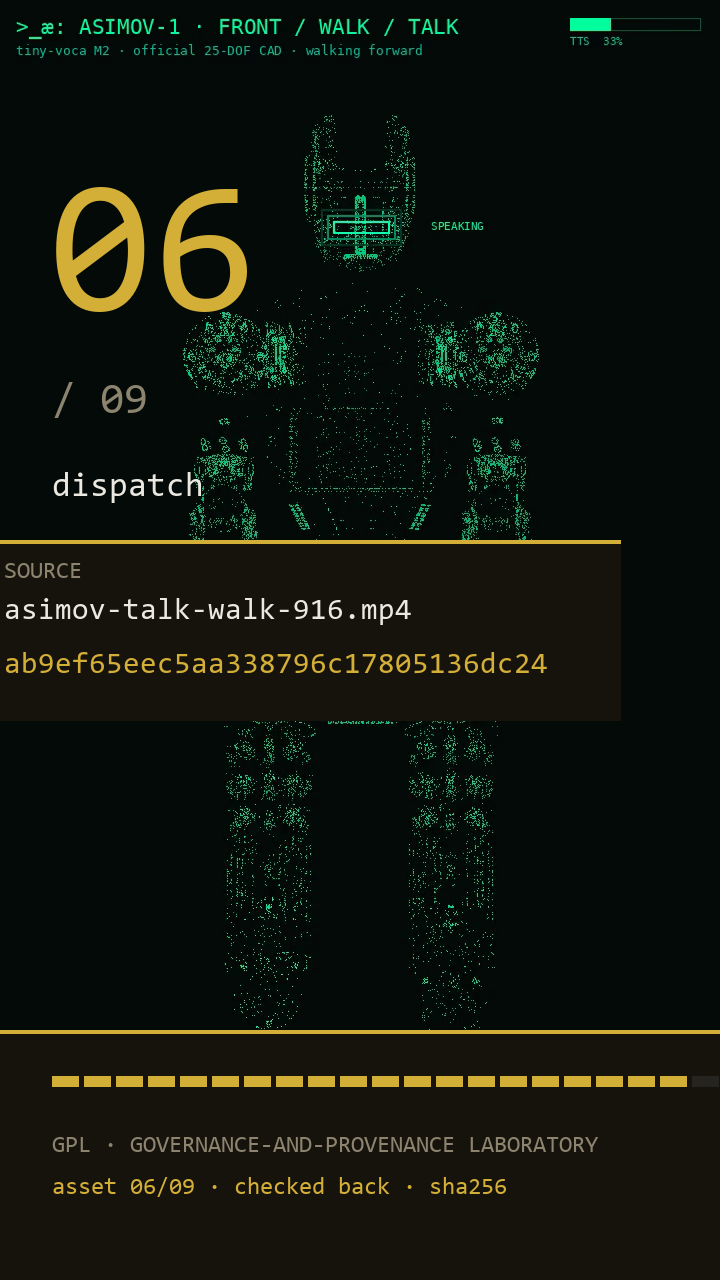 >_æ: ASIMOV-1 · FRONT / WALK / TALK
tiny-voca M2 · official 25-DOF CAD · walking forward
TTS 33%
06
SPEAKING
/ 09
dispatch
SOURCE
asimov-talk-walk-916.mp4
ab9ef65eec5aa338796c17805136dc24
GPL · GOVERNANCE-AND-PROVENANCE LABORATORY
asset 06/09 · checked back · sha256